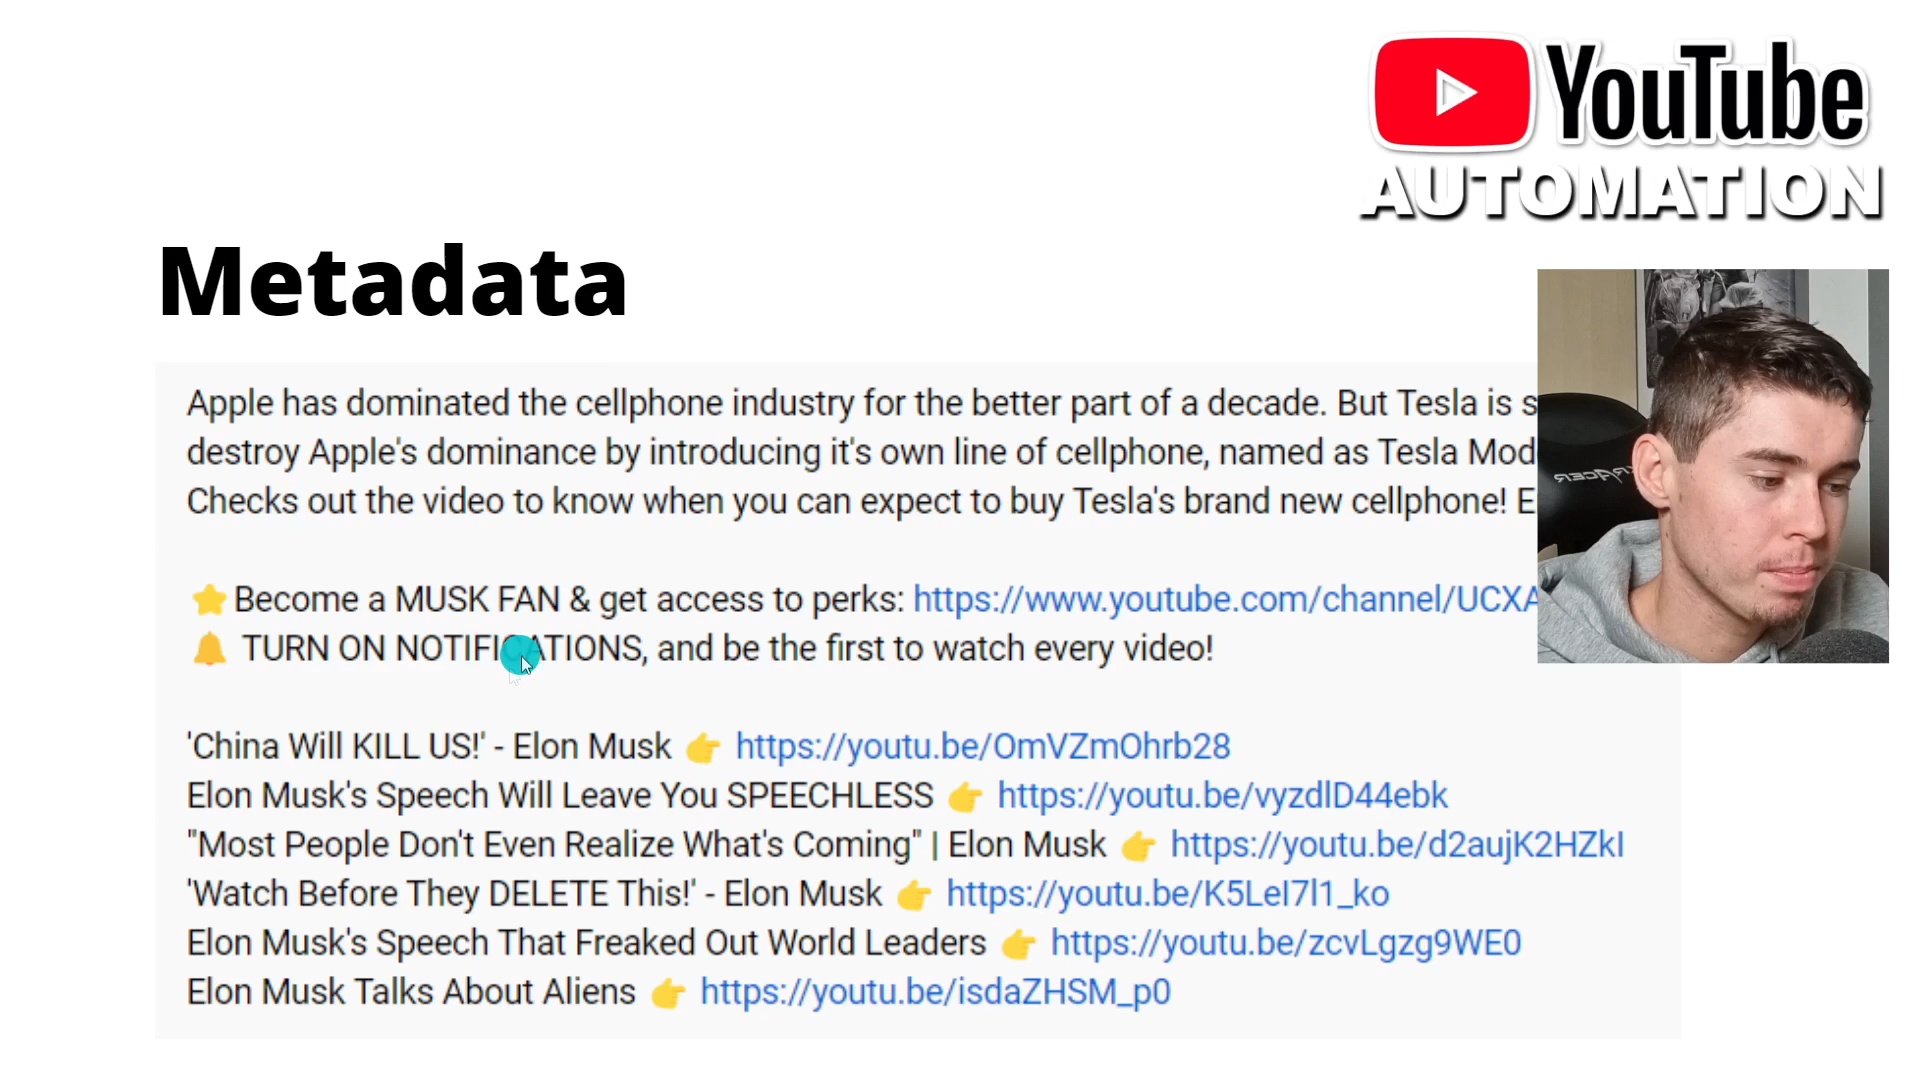 YouTube
AUTOMATION
Metadata
Apple has dominated the cellphone industry for the better part of a decade. But Tesla is
destroy Apple's dominance by introducing it's own line of cellphone, named as Tesla
Checks out the video to know when you can expect to buy Tesla's brand new cellphone!
⭐Become a MUSK FAN & get access to perks: https://www.youtube.com/channel/UCXA
🔔 TURN ON NOTIFICATIONS, and be the first to watch every video!
'China Will KILL US!' - Elon Musk 👉 https://youtu.be/OmVZmOhrb28
Elon Musk's Speech Will Leave You SPEECHLESS 👉 https://youtu.be/vyzdlD44ebk
"Most People Don't Even Realize What's Coming" | Elon Musk 👉 https://youtu.be/d2aujK2HZkI
'Watch Before They DELETE This!' - Elon Musk 👉 https://youtu.be/K5LeI7l1_ko
Elon Musk's Speech That Freaked Out World Leaders 👉 https://youtu.be/zcvLgzg9WE0
Elon Musk Talks About Aliens 👉 https://youtu.be/isdaZHSM_p0